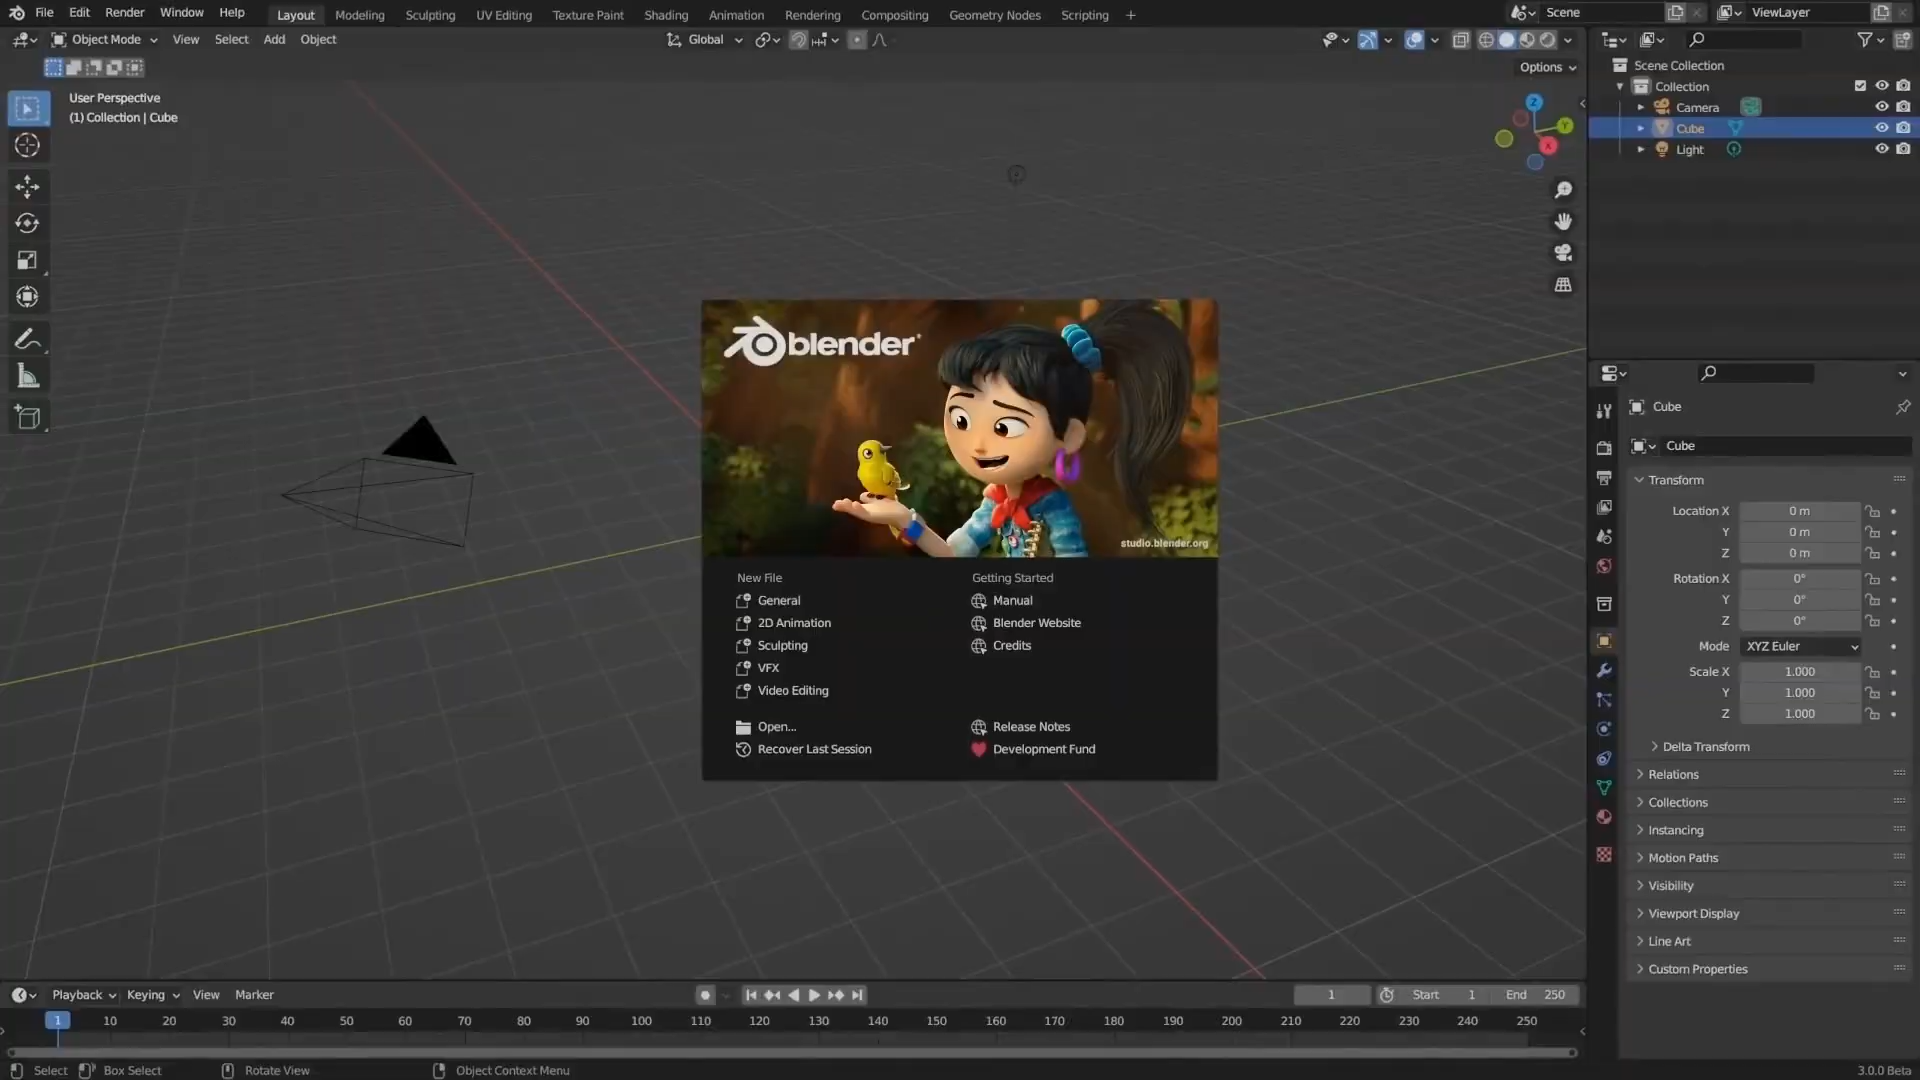 File Edit Render Window Help Layout Modeling Sculpting UV Editing Texture Paint Shading Animation Rendering Compositing Geometry Nodes Scripting + Scene ViewLayer
Object Mode View Select Add Object Global
Options
User Perspective
(1) Collection | Cube
Z
Y
X
Scene Collection
Collection
Camera
Cube
Light
blender
studio.blender.org
New File
General
2D Animation
Sculpting
VFX
Video Editing
Open...
Recover Last Session
Getting Started
Manual
Blender Website
Credits
Release Notes
Development Fund
Cube
Cube
Transform
Location X 0 m
Y 0 m
Z 0 m
Rotation X 0°
Y 0°
Z 0°
Mode XYZ Euler
Scale X 1.000
Y 1.000
Z 1.000
Delta Transform
Relations
Collections
Instancing
Motion Paths
Visibility
Viewport Display
Line Art
Custom Properties
Playback Keying View Marker 1 Start 1 End 250
1 10 20 30 40 50 60 70 80 90 100 110 120 130 140 150 160 170 180 190 200 210 220 230 240 250
Select Box Select Rotate View Object Context Menu 3.0.0 Beta